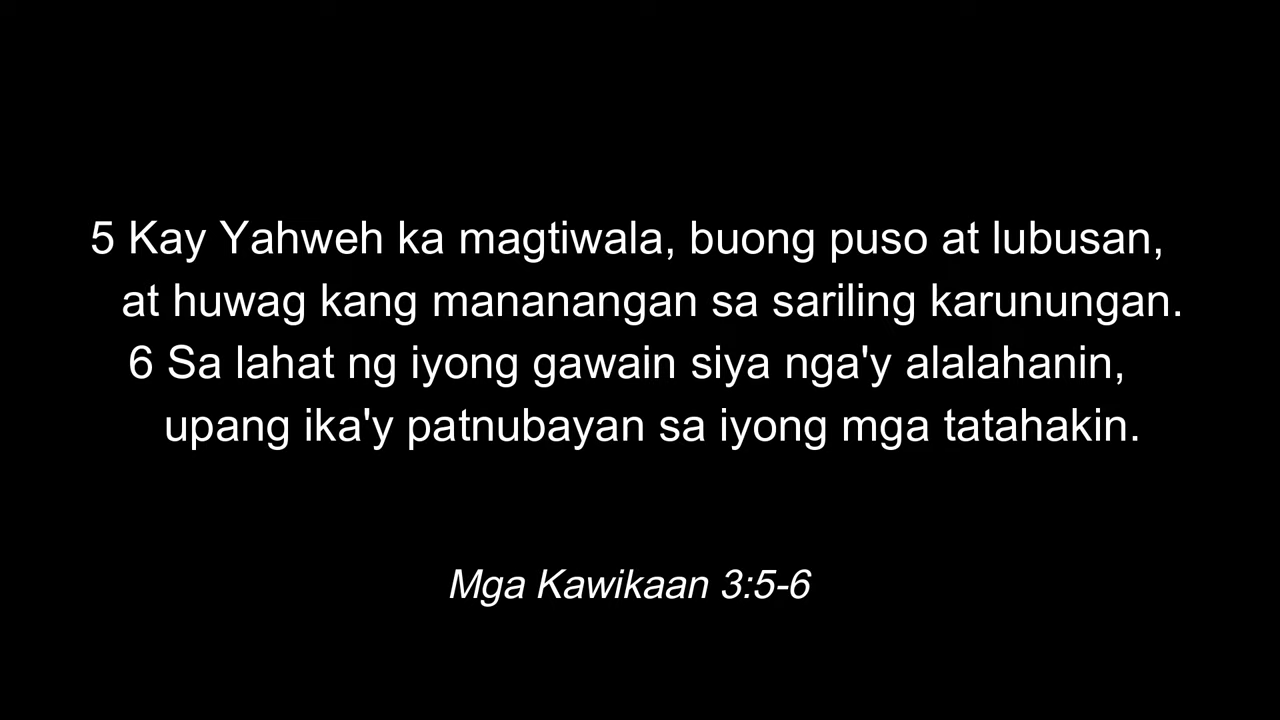 5 Kay Yahweh ka magtiwala, buong puso at lubusan,
at huwag kang mananangan sa sariling karunungan.
6 Sa lahat ng iyong gawain siya nga'y alalahanin,
upang ika'y patnubayan sa iyong mga tatahakin.
Mga Kawikaan 3:5-6